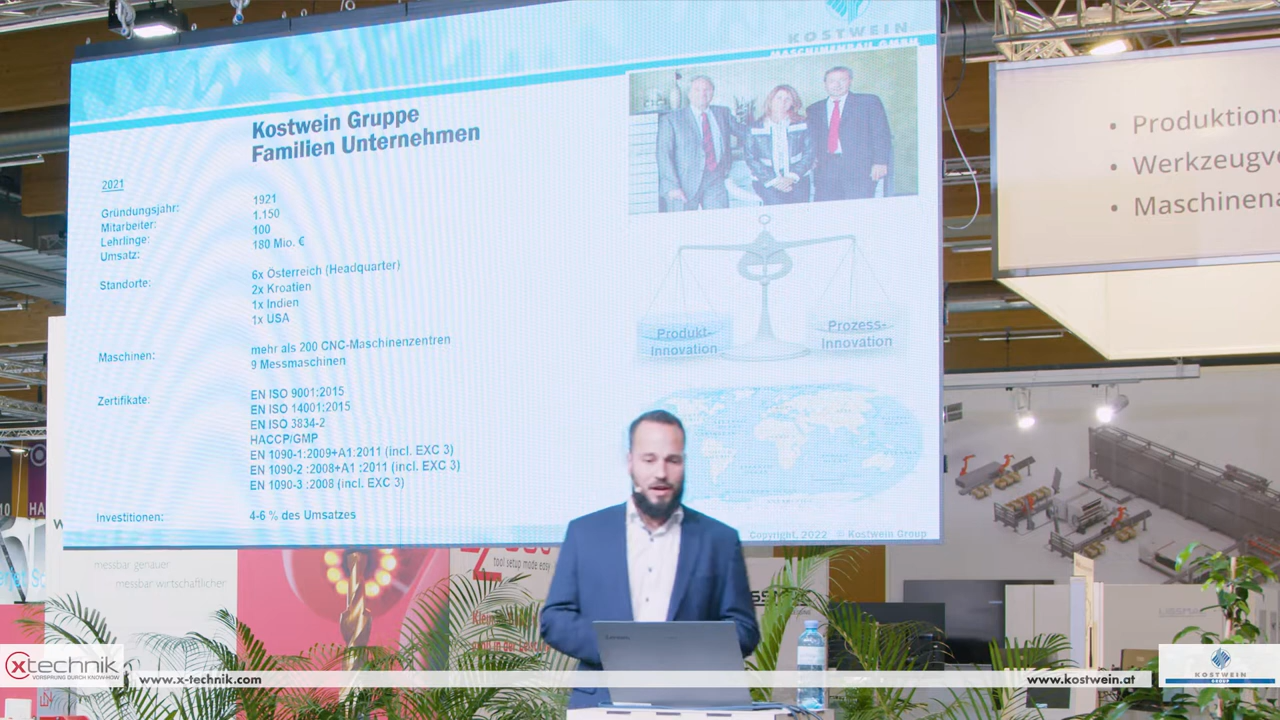 KOSTWEIN
MASCHINENBAU GMBH
Kostwein Gruppe
Familien Unternehmen
2021
Gründungsjahr: 1921
Mitarbeiter: 1.150
Lehrlinge: 100
Umsatz: 180 Mio. €
Standorte: 6x Österreich (Headquarter)
2x Kroatien
1x Indien
1x USA
Maschinen: mehr als 200 CNC-Maschinenzentren
9 Messmaschinen
Zertifikate: EN ISO 9001:2015
EN ISO 14001:2015
EN ISO 3834-2
HACCP/GMP
EN 1090-1:2009+A1:2011 (incl. EXC 3)
EN 1090-2 :2008+A1 :2011 (incl. EXC 3)
EN 1090-3 :2008 (incl. EXC 3)
Investitionen: 4-6 % des Umsatzes
Produkt-
Innovation
Prozess-
Innovation
Copyright, 2022 © Kostwein Group
• Produktions
• Werkzeugv
• Maschinena
messbar genauer
messbar wirtschaftlicher
tool setup made easy
Lenovo
xtechnik
VORSPRUNG DURCH KNOW-HOW
www.x-technik.com
www.kostwein.at
KOSTWEIN
GROUP